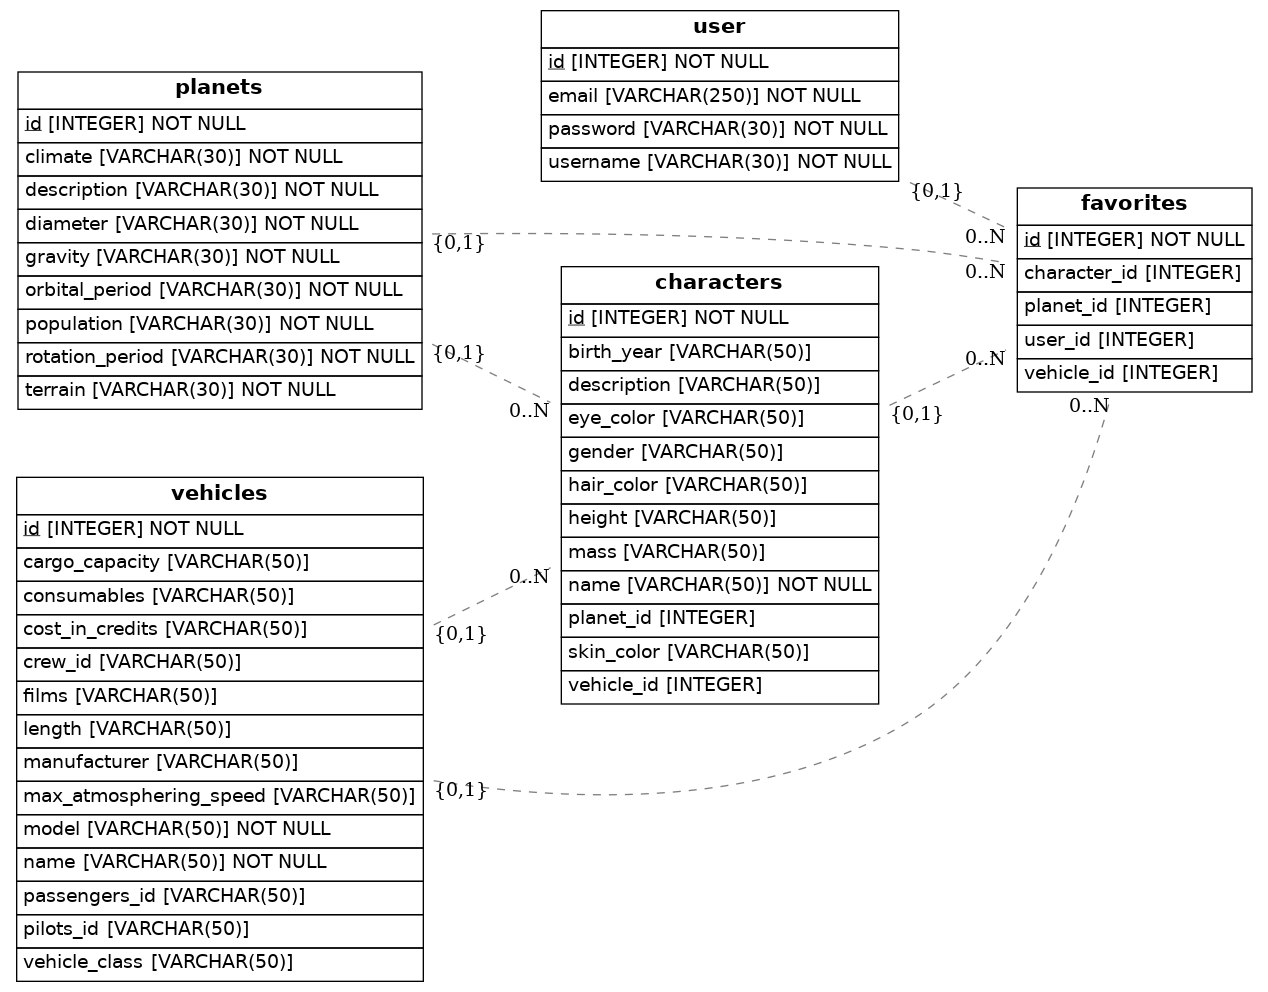 user
id [INTEGER] NOT NULL
email [VARCHAR(250)] NOT NULL
password [VARCHAR(30)] NOT NULL
username [VARCHAR(30)] NOT NULL
planets
id [INTEGER] NOT NULL
climate [VARCHAR(30)] NOT NULL
description [VARCHAR(30)] NOT NULL
diameter [VARCHAR(30)] NOT NULL
gravity [VARCHAR(30)] NOT NULL
orbital_period [VARCHAR(30)] NOT NULL
population [VARCHAR(30)] NOT NULL
rotation_period [VARCHAR(30)] NOT NULL
terrain [VARCHAR(30)] NOT NULL
{0,1}
0..N
{0,1}
0..N
favorites
id [INTEGER] NOT NULL
character_id [INTEGER]
planet_id [INTEGER]
user_id [INTEGER]
vehicle_id [INTEGER]
characters
id [INTEGER] NOT NULL
birth_year [VARCHAR(50)]
description [VARCHAR(50)]
eye_color [VARCHAR(50)]
gender [VARCHAR(50)]
hair_color [VARCHAR(50)]
height [VARCHAR(50)]
mass [VARCHAR(50)]
name [VARCHAR(50)] NOT NULL
planet_id [INTEGER]
skin_color [VARCHAR(50)]
vehicle_id [INTEGER]
{0,1}
0..N
0..N
{0,1}
0..N
vehicles
id [INTEGER] NOT NULL
cargo_capacity [VARCHAR(50)]
consumables [VARCHAR(50)]
cost_in_credits [VARCHAR(50)]
crew_id [VARCHAR(50)]
films [VARCHAR(50)]
length [VARCHAR(50)]
manufacturer [VARCHAR(50)]
max_atmosphering_speed [VARCHAR(50)]
model [VARCHAR(50)] NOT NULL
name [VARCHAR(50)] NOT NULL
passengers_id [VARCHAR(50)]
pilots_id [VARCHAR(50)]
vehicle_class [VARCHAR(50)]
0..N
{0,1}
{0,1}